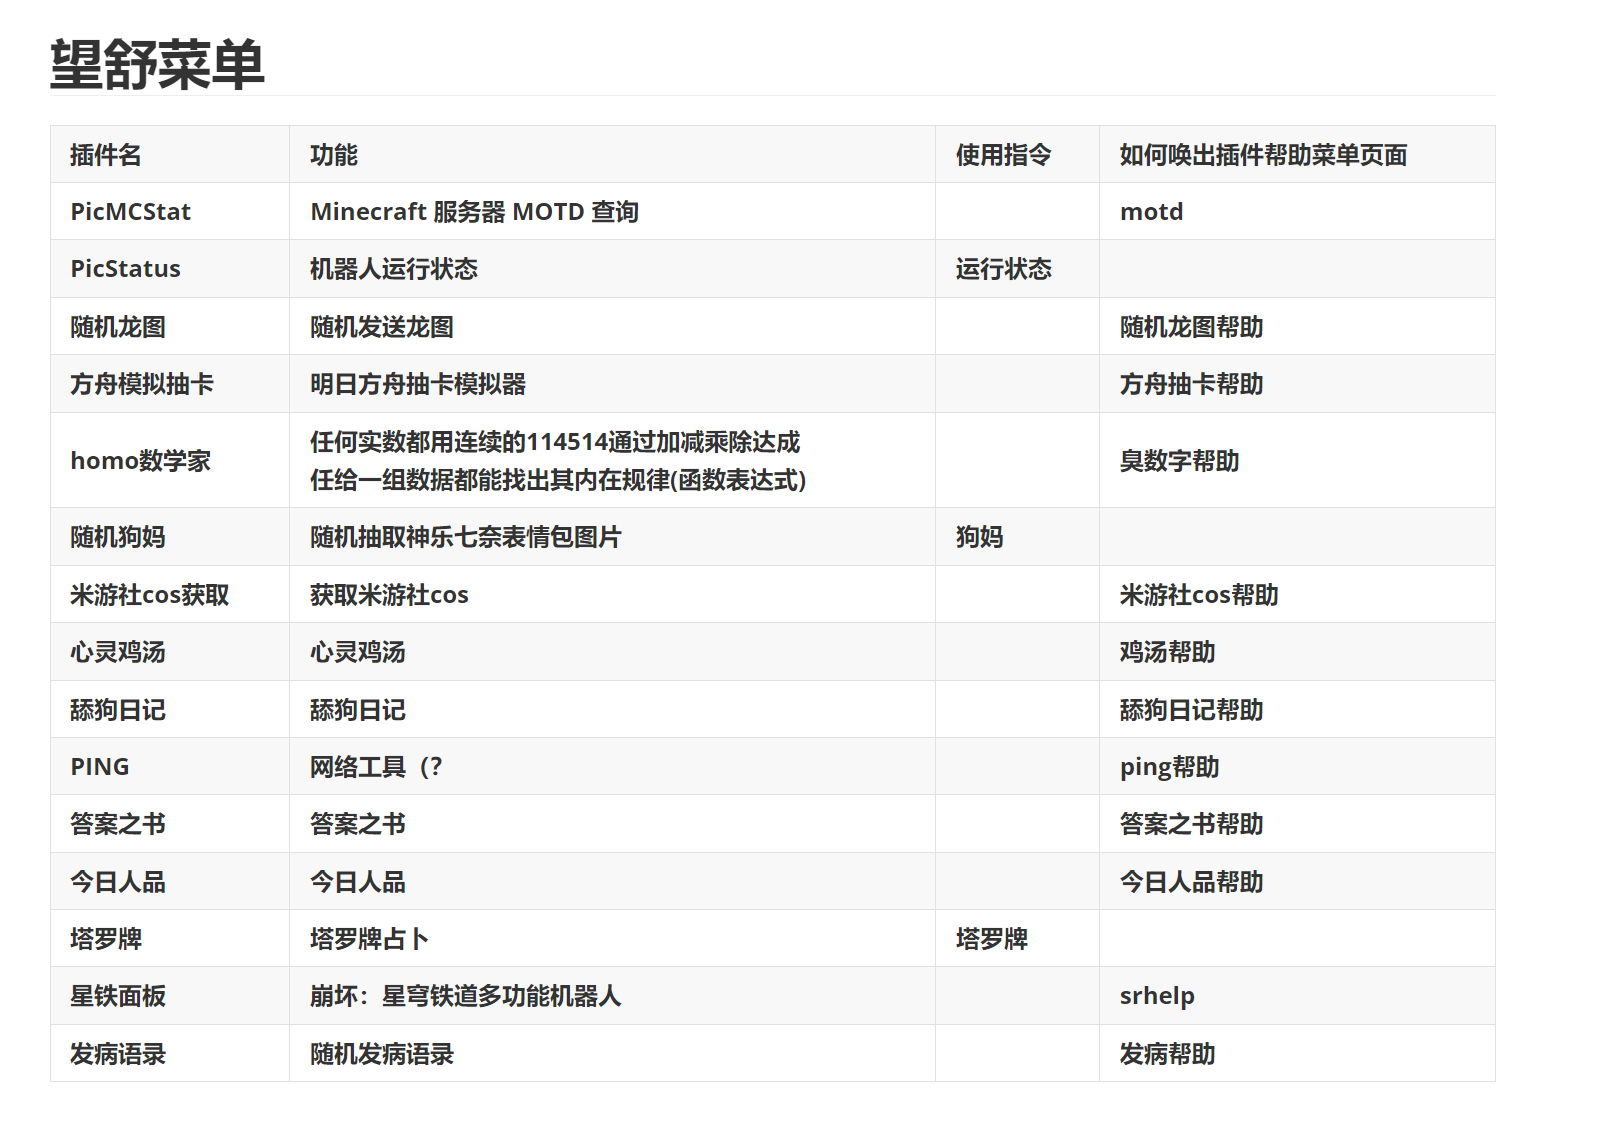 望舒菜单
插件名 功能 使用指令 如何唤出插件帮助菜单页面
PicMCStat Minecraft 服务器 MOTD 查询 motd
PicStatus 机器人运行状态 运行状态
随机龙图 随机发送龙图 随机龙图帮助
方舟模拟抽卡 明日方舟抽卡模拟器 方舟抽卡帮助
homo数学家 任何实数都用连续的114514通过加减乘除达成 臭数字帮助
任给一组数据都能找出其内在规律(函数表达式)
随机狗妈 随机抽取神乐七奈表情包图片 狗妈
米游社cos获取 获取米游社cos 米游社cos帮助
心灵鸡汤 心灵鸡汤 鸡汤帮助
舔狗日记 舔狗日记 舔狗日记帮助
PING 网络工具（？ ping帮助
答案之书 答案之书 答案之书帮助
今日人品 今日人品 今日人品帮助
塔罗牌 塔罗牌占卜 塔罗牌
星铁面板 崩坏：星穹铁道多功能机器人 srhelp
发病语录 随机发病语录 发病帮助